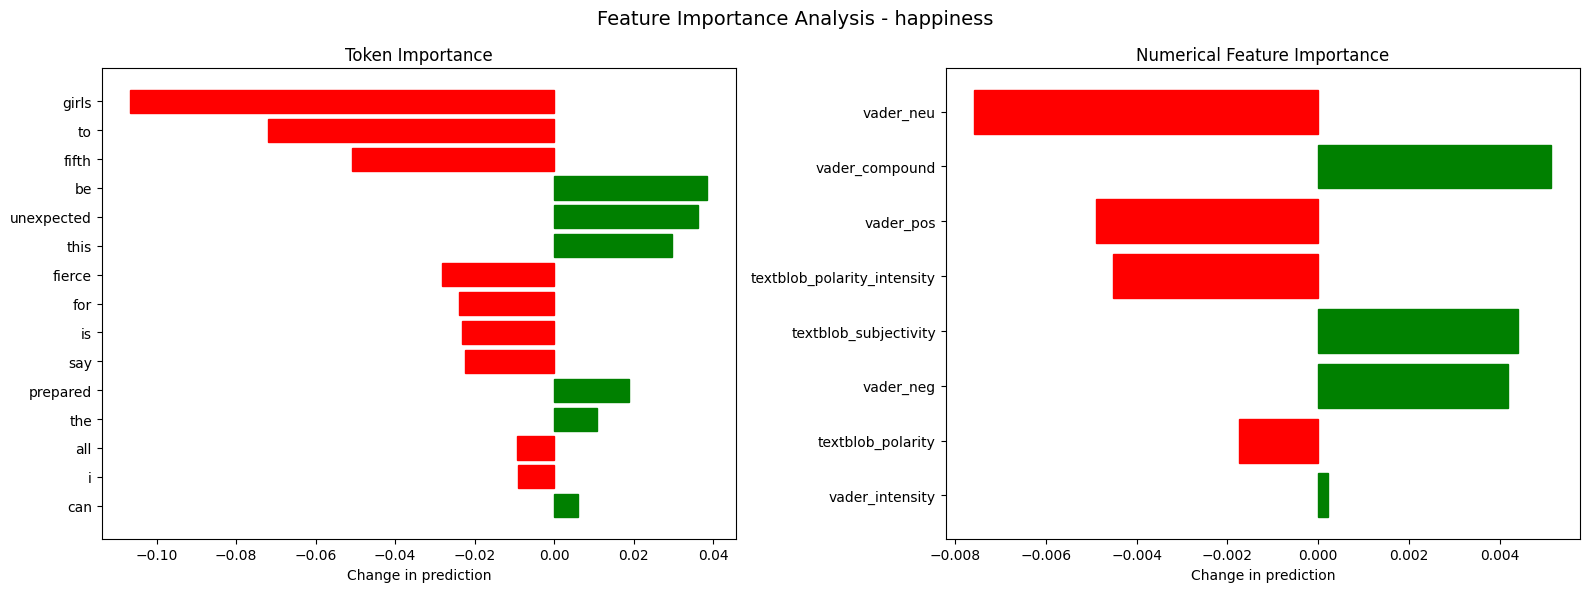 Feature Importance Analysis - happiness
Token Importance
girls
to
fifth
be
unexpected
this
fierce
for
is
say
prepared
the
all
i
can
−0.10 −0.08 −0.06 −0.04 −0.02 0.00 0.02 0.04
Change in prediction
Numerical Feature Importance
vader_neu
vader_compound
vader_pos
textblob_polarity_intensity
textblob_subjectivity
vader_neg
textblob_polarity
vader_intensity
−0.008 −0.006 −0.004 −0.002 0.000 0.002 0.004
Change in prediction